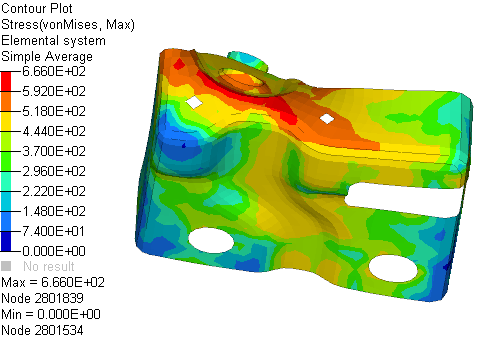 Contour Plot
Stress(vonMises, Max)
Elemental system
Simple Average
6.660E+02
5.920E+02
5.180E+02
4.440E+02
3.700E+02
2.960E+02
2.220E+02
1.480E+02
7.400E+01
0.000E+00
No result
Max = 6.660E+02
Node 2801839
Min = 0.000E+00
Node 2801534